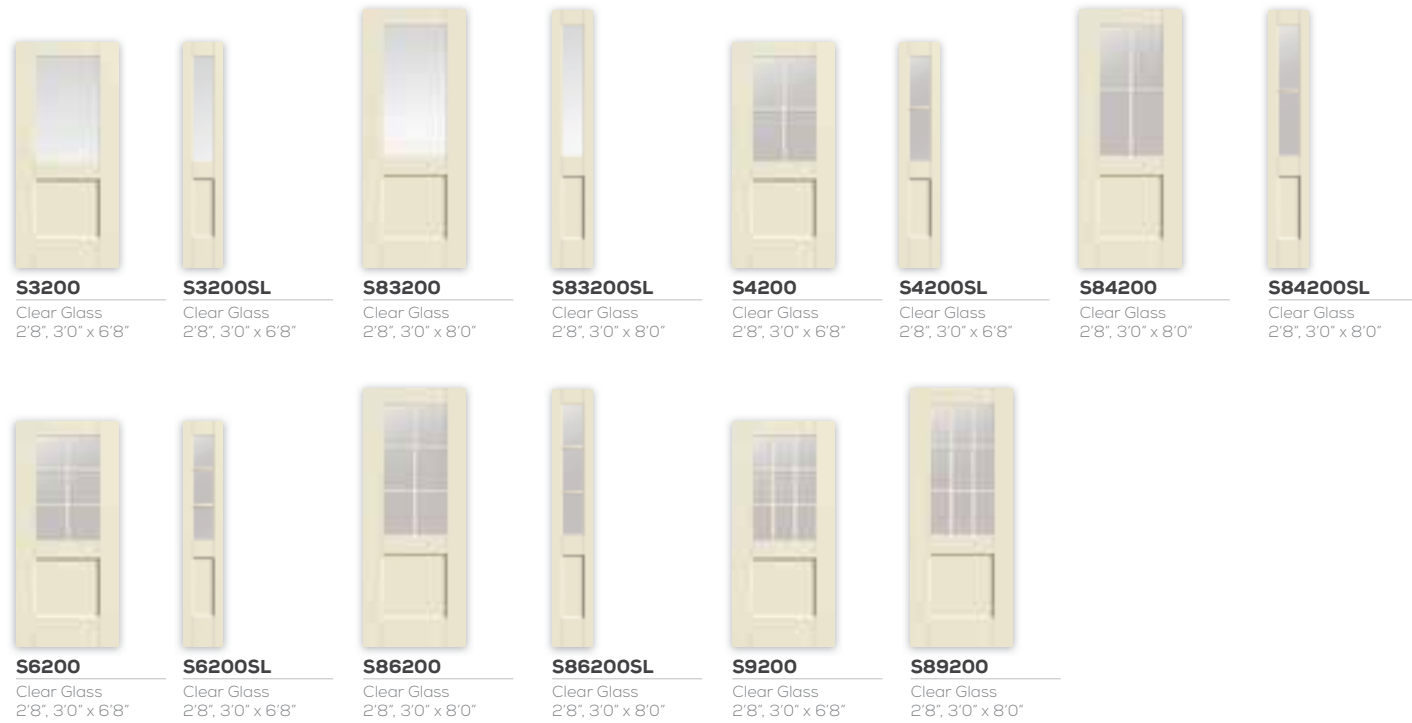 S3200
Clear Glass
2'8", 3'0" x 6'8"
S3200SL
Clear Glass
2'8", 3'0" x 6'8"
S83200
Clear Glass
2'8", 3'0" x 8'0"
S83200SL
Clear Glass
2'8", 3'0" x 8'0"
S4200
Clear Glass
2'8", 3'0" x 6'8"
S4200SL
Clear Glass
2'8", 3'0" x 6'8"
S84200
Clear Glass
2'8", 3'0" x 8'0"
S84200SL
Clear Glass
2'8", 3'0" x 8'0"
S6200
Clear Glass
2'8", 3'0" x 6'8"
S6200SL
Clear Glass
2'8", 3'0" x 6'8"
S86200
Clear Glass
2'8", 3'0" x 8'0"
S86200SL
Clear Glass
2'8", 3'0" x 8'0"
S9200
Clear Glass
2'8", 3'0" x 6'8"
S89200
Clear Glass
2'8", 3'0" x 8'0"